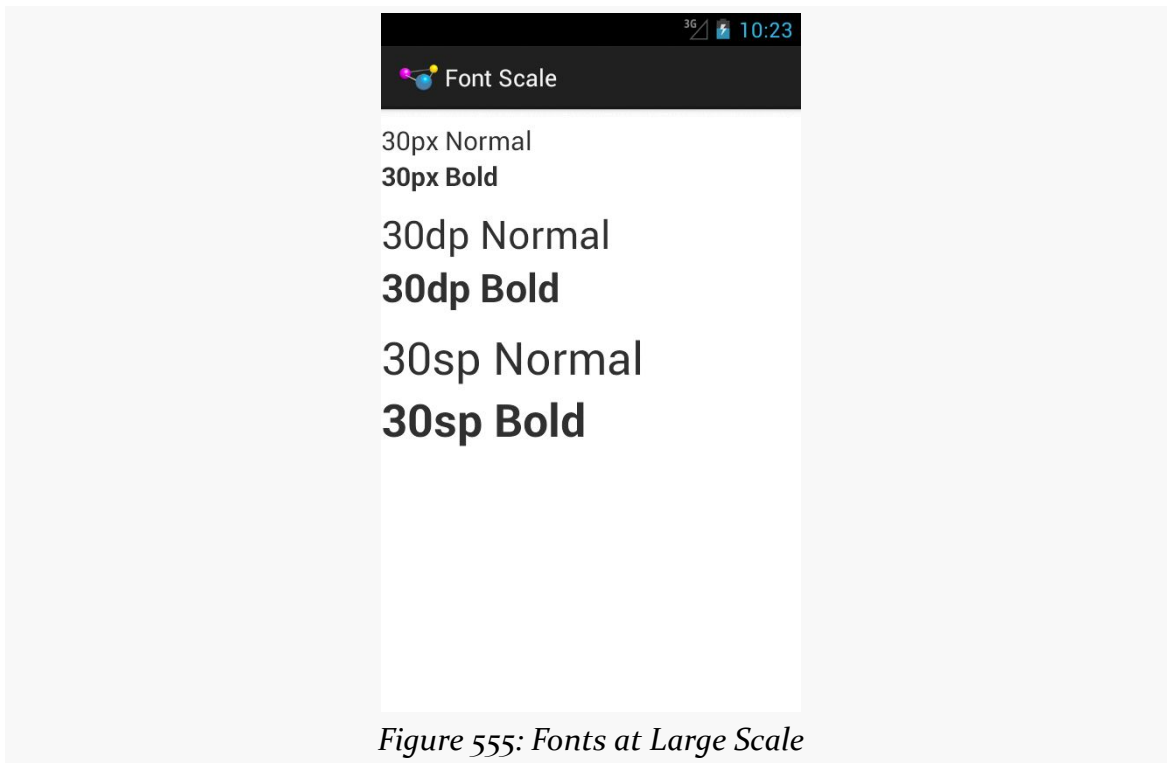 3G 10:23
Font Scale
30px Normal
30px Bold
30dp Normal
30dp Bold
30sp Normal
30sp Bold
Figure 555: Fonts at Large Scale